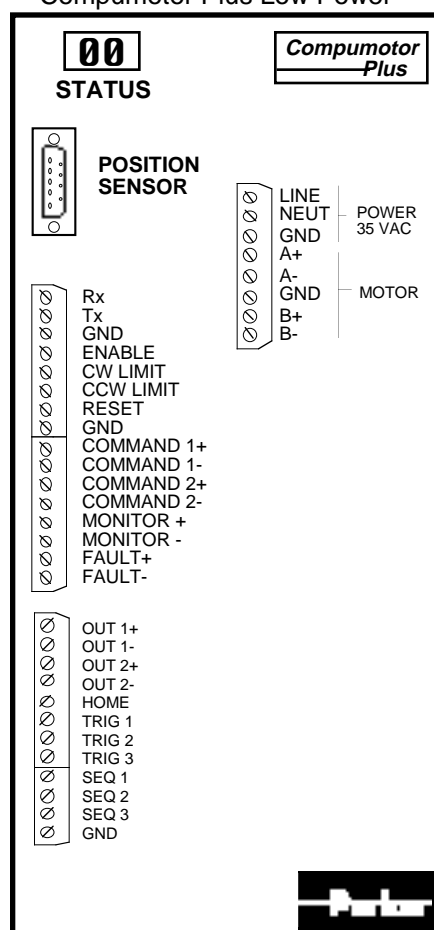 Compumotor Plus Low Power
00
STATUS
Compumotor
Plus
POSITION
SENSOR
LINE
NEUT
GND
POWER
35 VAC
A+
A-
GND
B+
B-
MOTOR
Rx
Tx
GND
ENABLE
CW LIMIT
CCW LIMIT
RESET
GND
COMMAND 1+
COMMAND 1-
COMMAND 2+
COMMAND 2-
MONITOR +
MONITOR -
FAULT+
FAULT-
OUT 1+
OUT 1-
OUT 2+
OUT 2-
HOME
TRIG 1
TRIG 2
TRIG 3
SEQ 1
SEQ 2
SEQ 3
GND
Parker